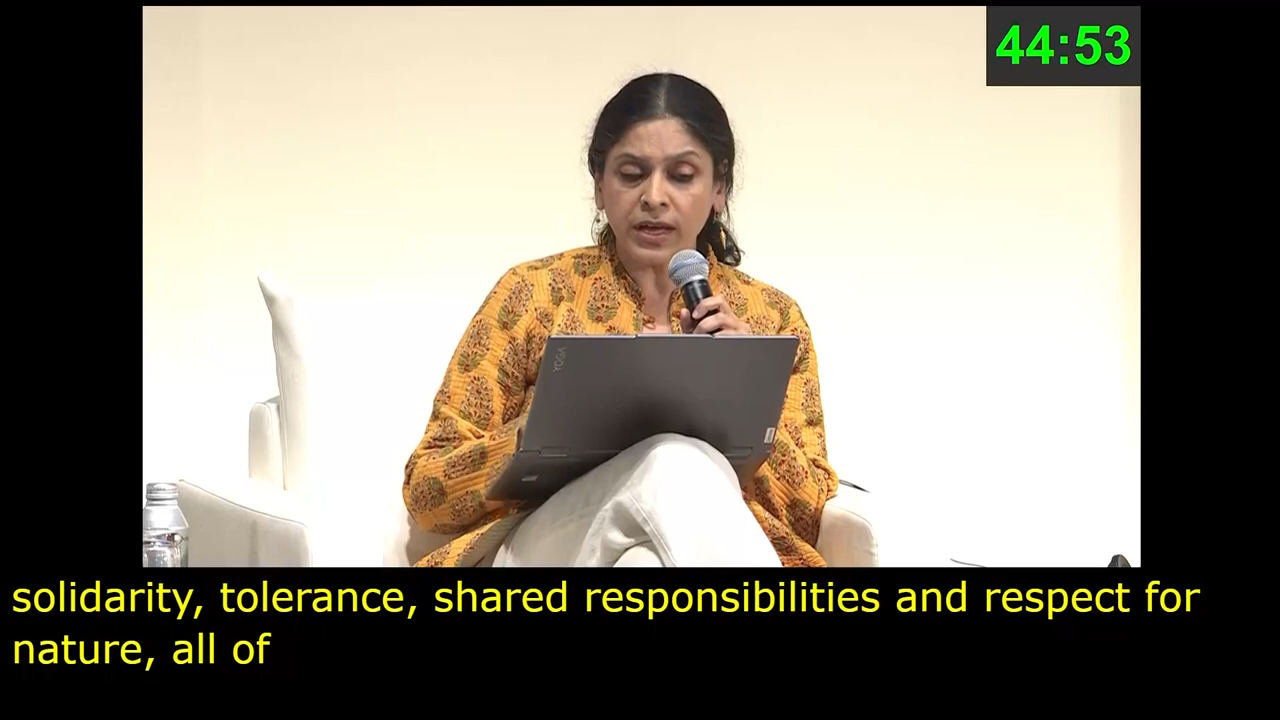 44:53
YOGA
solidarity, tolerance, shared responsibilities and respect for
nature, all of